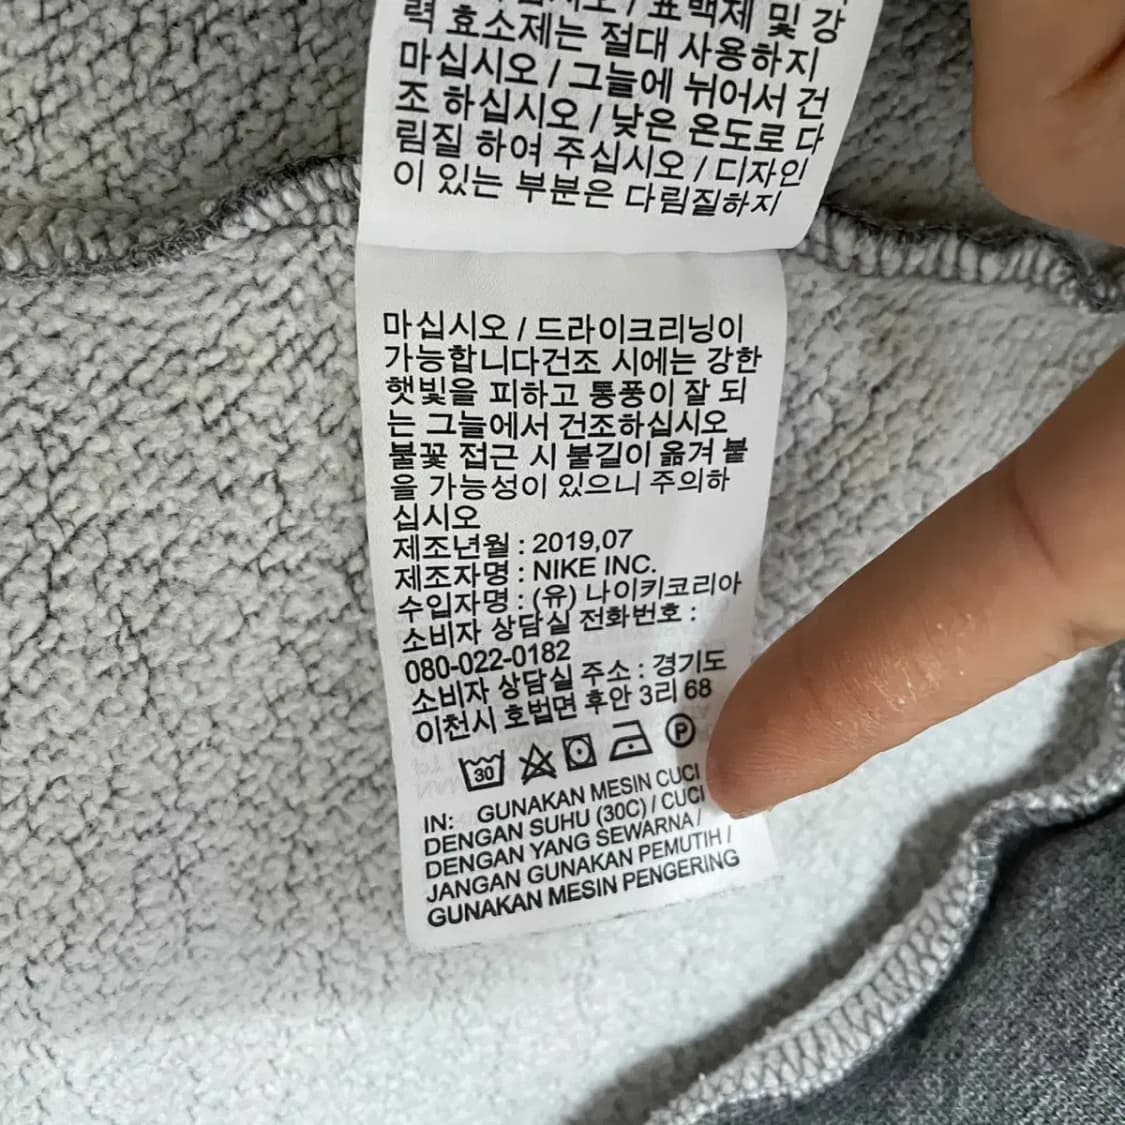 십시오 / 표백제 및 강
력 효소제는 절대 사용하지
마십시오 / 그늘에 뉘어서 건
조 하십시오 / 낮은 온도로 다
림질 하여 주십시오 / 디자인
이 있는 부분은 다림질하지
마십시오 / 드라이크리닝이
가능합니다건조 시에는 강한
햇빛을 피하고 통풍이 잘 되
는 그늘에서 건조하십시오
불꽃 접근 시 불길이 옮겨 붙
을 가능성이 있으니 주의하
십시오
제조년월 : 2019,07
제조자명 : NIKE INC.
수입자명 : (유) 나이키코리아
소비자 상담실 전화번호 :
080-022-0182
소비자 상담실 주소 : 경기도
이천시 호법면 후안 3리 68
30 P
IN: GUNAKAN MESIN CUCI
DENGAN SUHU (30C) / CUCI
DENGAN YANG SEWARNA /
JANGAN GUNAKAN PEMUTIH /
GUNAKAN MESIN PENGERING